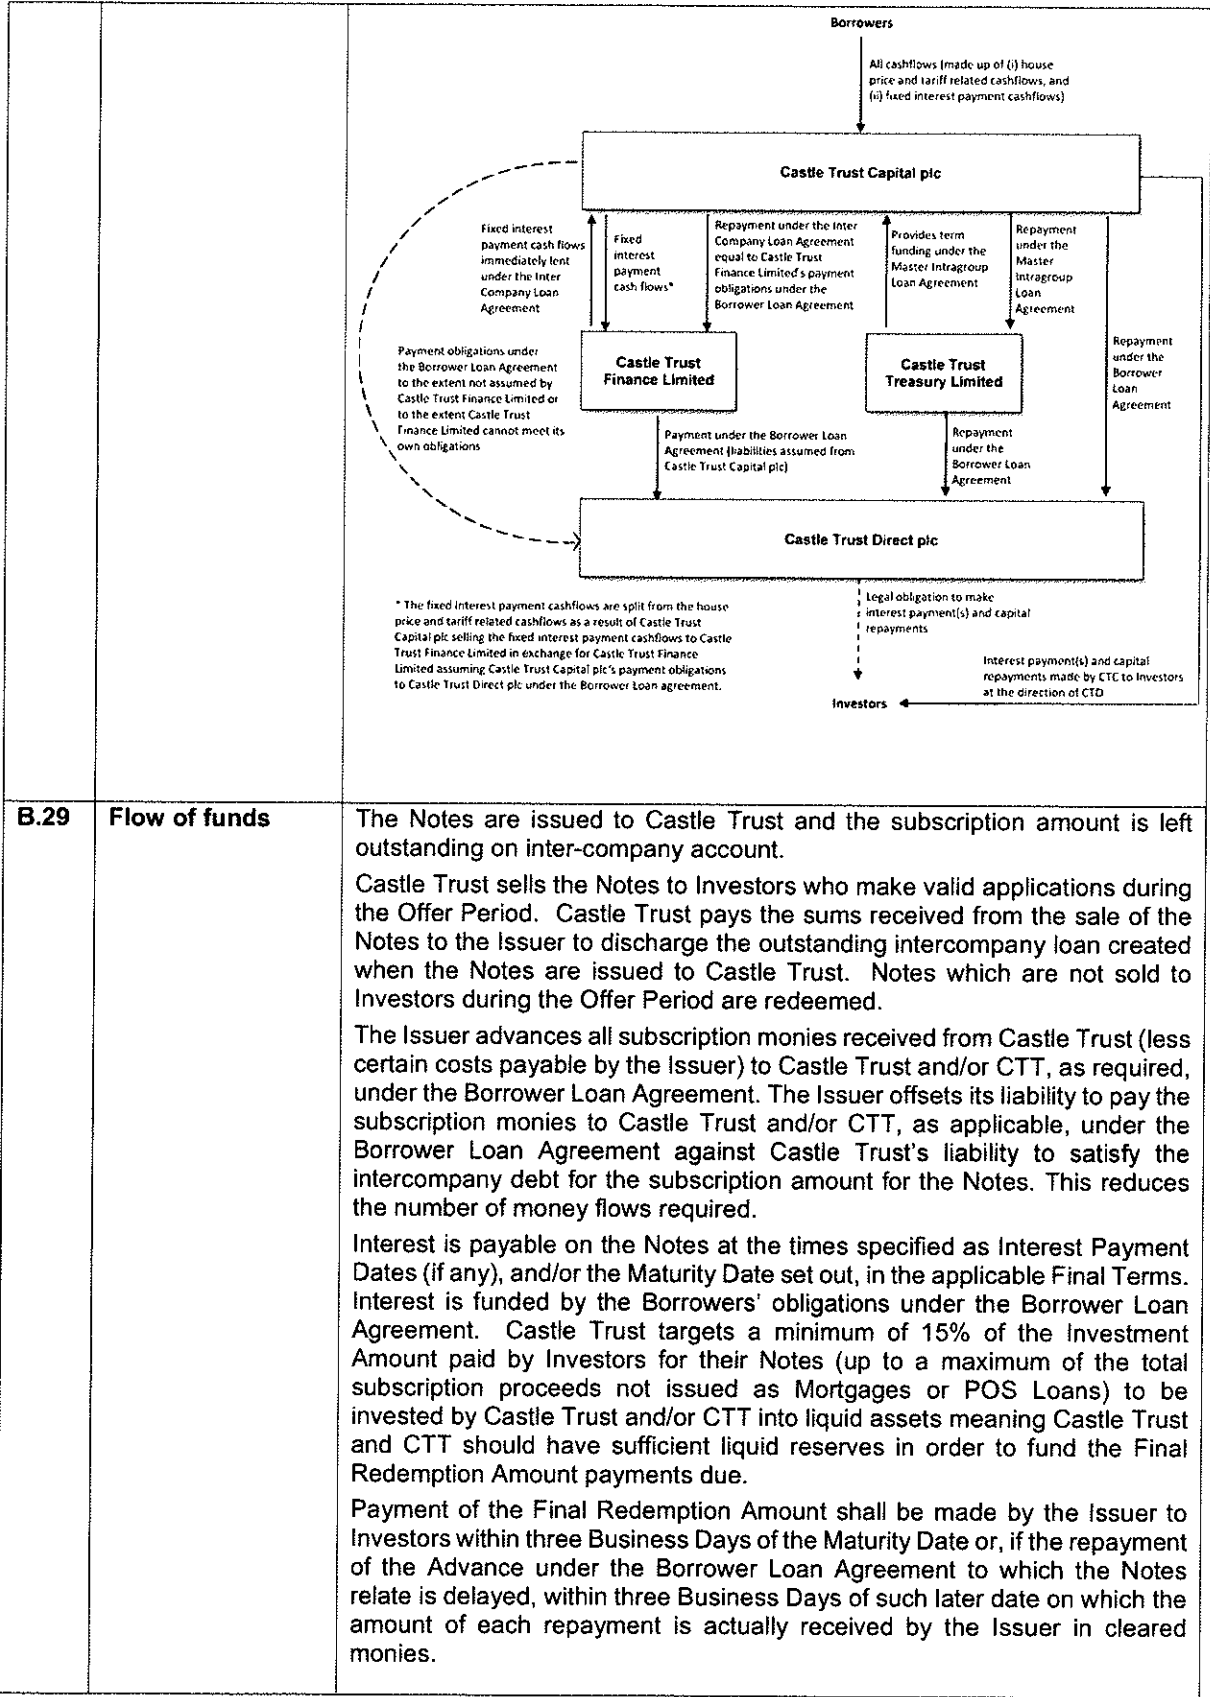 Borrowers
All cashflows (made up of (i) house
price and tariff related cashflows, and
(ii) fixed interest payment cashflows)
Castle Trust Capital plc
Fixed interest
payment cash flows
immediately lent
under the Inter
Company Loan
Agreement
Fixed
interest
payment
cash flows*
Repayment under the Inter
Company Loan Agreement
equal to Castle Trust
Finance Limited's payment
obligations under the
Borrower Loan Agreement
Provides term
funding under the
Master Intragroup
Loan Agreement
Repayment
under the
Master
Intragroup
Loan
Agreement
Repayment
under the
Borrower
Loan
Agreement
Payment obligations under
the Borrower Loan Agreement
to the extent not assumed by
Castle Trust Finance Limited or
to the extent Castle Trust
Finance Limited cannot meet its
own obligations
Castle Trust
Finance Limited
Castle Trust
Treasury Limited
Payment under the Borrower Loan
Agreement (liabilities assumed from
Castle Trust Capital plc)
Repayment
under the
Borrower Loan
Agreement
Castle Trust Direct plc
* The fixed interest payment cashflows are split from the house
price and tariff related cashflows as a result of Castle Trust
Capital plc selling the fixed interest payment cashflows to Castle
Trust Finance Limited in exchange for Castle Trust Finance
Limited assuming Castle Trust Capital plc's payment obligations
to Castle Trust Direct plc under the Borrower Loan agreement.
Legal obligation to make
interest payment(s) and capital
repayments
Interest payment(s) and capital
repayments made by CTC to Investors
at the direction of CTD
Investors
B.29 Flow of funds
The Notes are issued to Castle Trust and the subscription amount is left
outstanding on inter-company account.
Castle Trust sells the Notes to Investors who make valid applications during
the Offer Period. Castle Trust pays the sums received from the sale of the
Notes to the Issuer to discharge the outstanding intercompany loan created
when the Notes are issued to Castle Trust. Notes which are not sold to
Investors during the Offer Period are redeemed.
The Issuer advances all subscription monies received from Castle Trust (less
certain costs payable by the Issuer) to Castle Trust and/or CTT, as required,
under the Borrower Loan Agreement. The Issuer offsets its liability to pay the
subscription monies to Castle Trust and/or CTT, as applicable, under the
Borrower Loan Agreement against Castle Trust's liability to satisfy the
intercompany debt for the subscription amount for the Notes. This reduces
the number of money flows required.
Interest is payable on the Notes at the times specified as Interest Payment
Dates (if any), and/or the Maturity Date set out, in the applicable Final Terms.
Interest is funded by the Borrowers' obligations under the Borrower Loan
Agreement. Castle Trust targets a minimum of 15% of the Investment
Amount paid by Investors for their Notes (up to a maximum of the total
subscription proceeds not issued as Mortgages or POS Loans) to be
invested by Castle Trust and/or CTT into liquid assets meaning Castle Trust
and CTT should have sufficient liquid reserves in order to fund the Final
Redemption Amount payments due.
Payment of the Final Redemption Amount shall be made by the Issuer to
Investors within three Business Days of the Maturity Date or, if the repayment
of the Advance under the Borrower Loan Agreement to which the Notes
relate is delayed, within three Business Days of such later date on which the
amount of each repayment is actually received by the Issuer in cleared
monies.